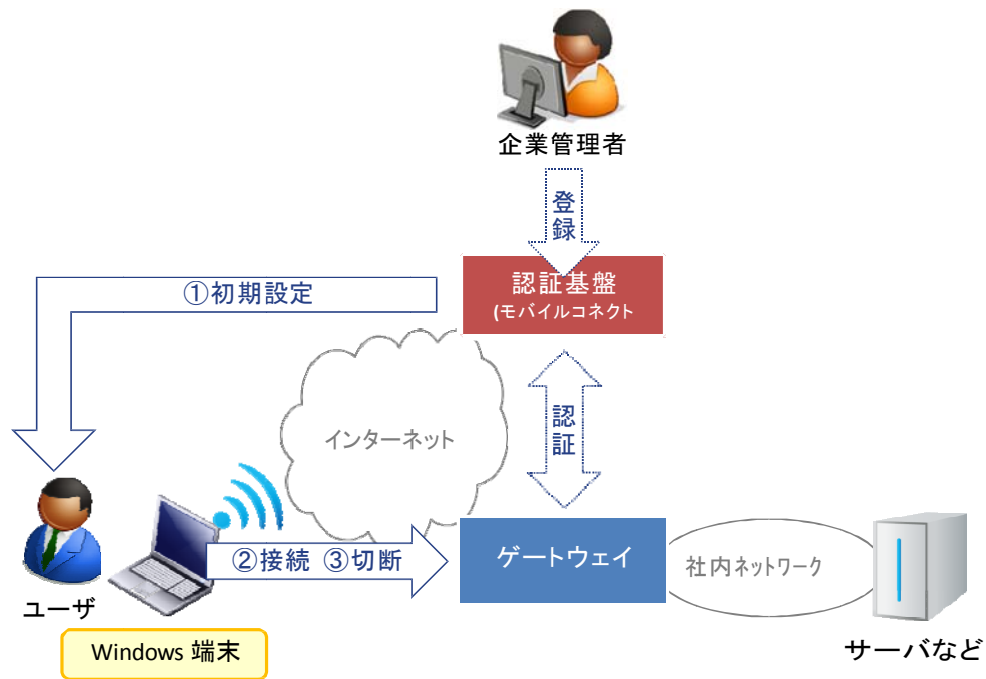 企業管理者
登録
認証基盤
(モバイルコネクト
①初期設定
インターネット
認証
②接続 ③切断
ゲートウェイ
社内ネットワーク
ユーザ
Windows 端末
サーバなど